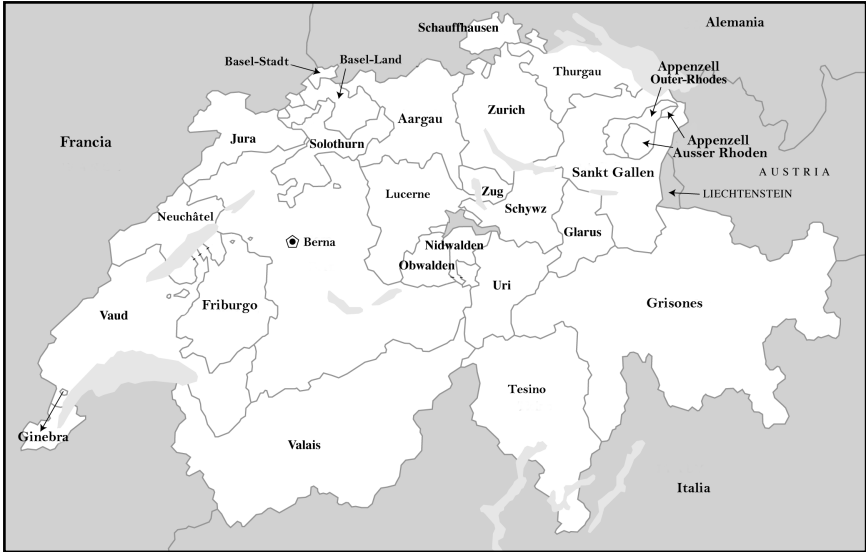 Schauffhausen
Alemania
Basel-Stadt
Basel-Land
Thurgau
Appenzell
Outer-Rhodes
Zurich
Aargau
Francia
Jura
Solothurn
Appenzell
Ausser Rhoden
Sankt Gallen
AUSTRIA
LIECHTENSTEIN
Lucerne
Zug
Schywz
Neuchâtel
Glarus
Berna
Nidwalden
Obwalden
Uri
Grisones
Friburgo
Vaud
Tesino
Ginebra
Valais
Italia